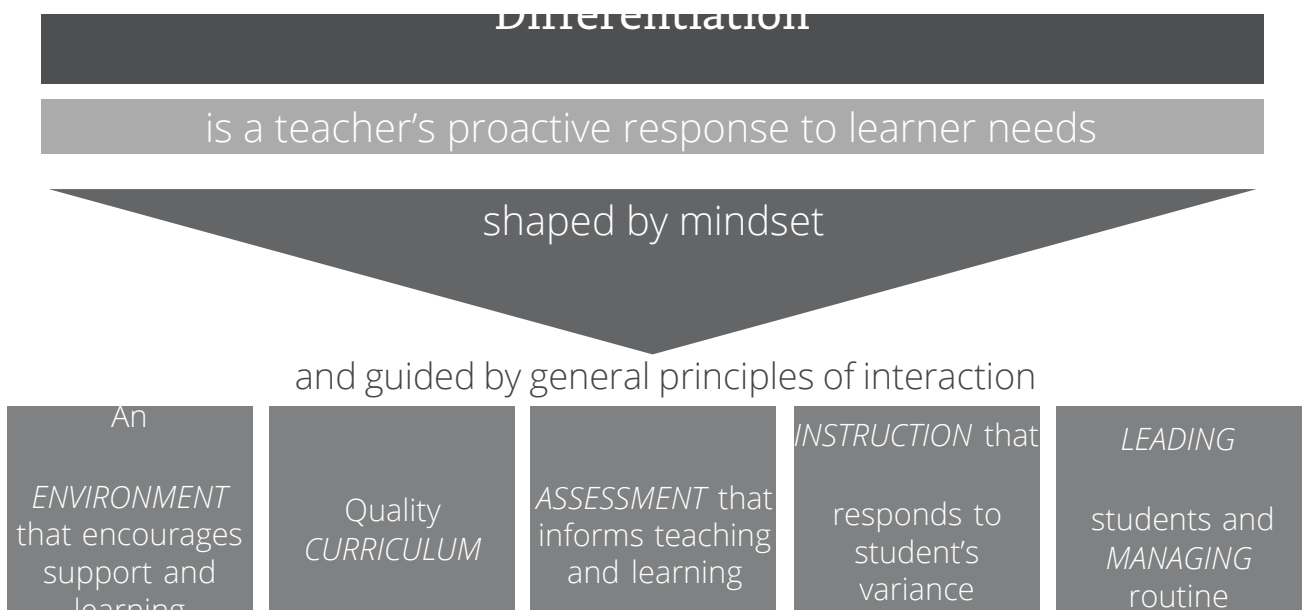 Differentiation
is a teacher’s proactive response to learner needs
shaped by mindset
and guided by general principles of interaction
An
ENVIRONMENT
that encourages
support and
learning
Quality
CURRICULUM
ASSESSMENT that
informs teaching
and learning
INSTRUCTION that
responds to
student’s
variance
LEADING
students and
MANAGING
routine